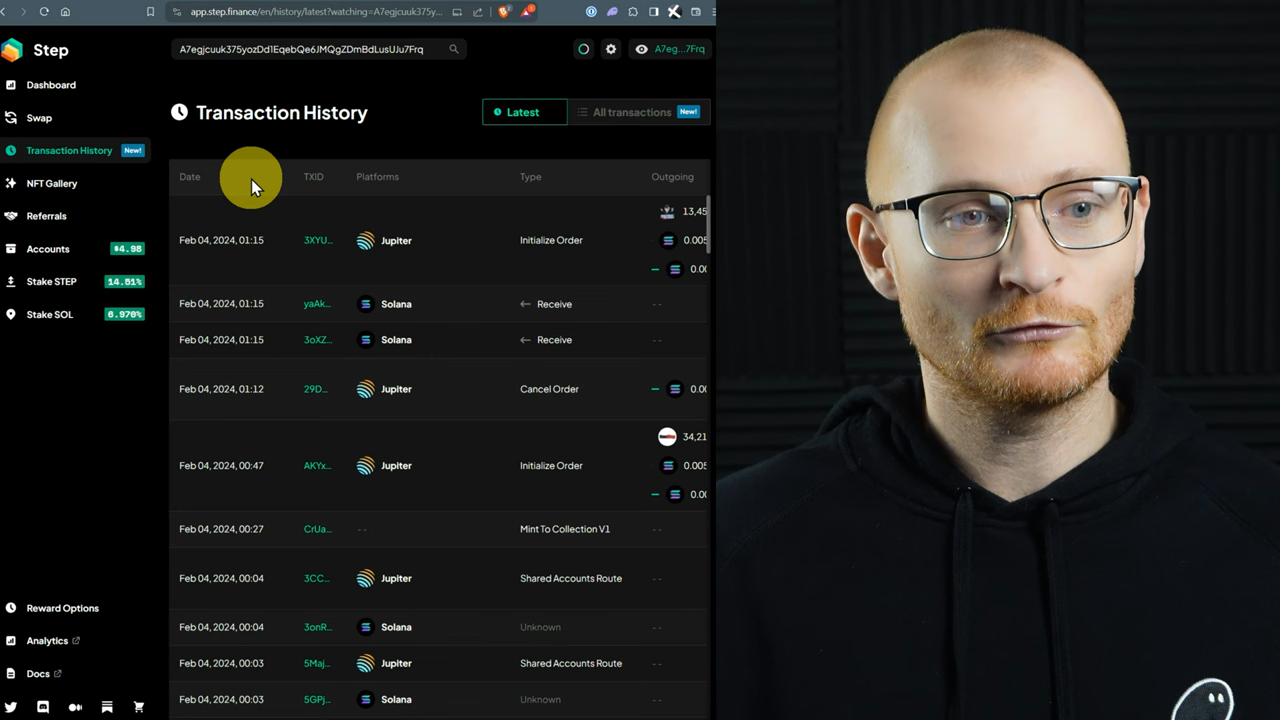 app.step.finance/en/history/latest?watching=A7egjcuuk375y...
Step
A7egjcuuk375yozDd1EqebQe6JMQgZDmBdLusUJu7Frq
A7eg...7Frq
Dashboard
Swap
Transaction History New!
NFT Gallery
Referrals
Accounts $4.98
Stake STEP 14.51%
Stake SOL 6.970%
Reward Options
Analytics
Docs
Transaction History
Latest
All transactions New!
Date TXID Platforms Type Outgoing
13,45
Feb 04, 2024, 01:15 3XYU... Jupiter Initialize Order 0.005
0.00
Feb 04, 2024, 01:15 yaAk... Solana Receive --
Feb 04, 2024, 01:15 3oXZ... Solana Receive --
Feb 04, 2024, 01:12 29D... Jupiter Cancel Order 0.00
34,21
Feb 04, 2024, 00:47 AKYx... Jupiter Initialize Order 0.005
0.00
Feb 04, 2024, 00:27 CrUa... -- Mint To Collection V1 --
Feb 04, 2024, 00:04 3CC... Jupiter Shared Accounts Route --
Feb 04, 2024, 00:04 3onR... Solana Unknown --
Feb 04, 2024, 00:03 5Maj... Jupiter Shared Accounts Route --
Feb 04, 2024, 00:03 5GPj... Solana Unknown --